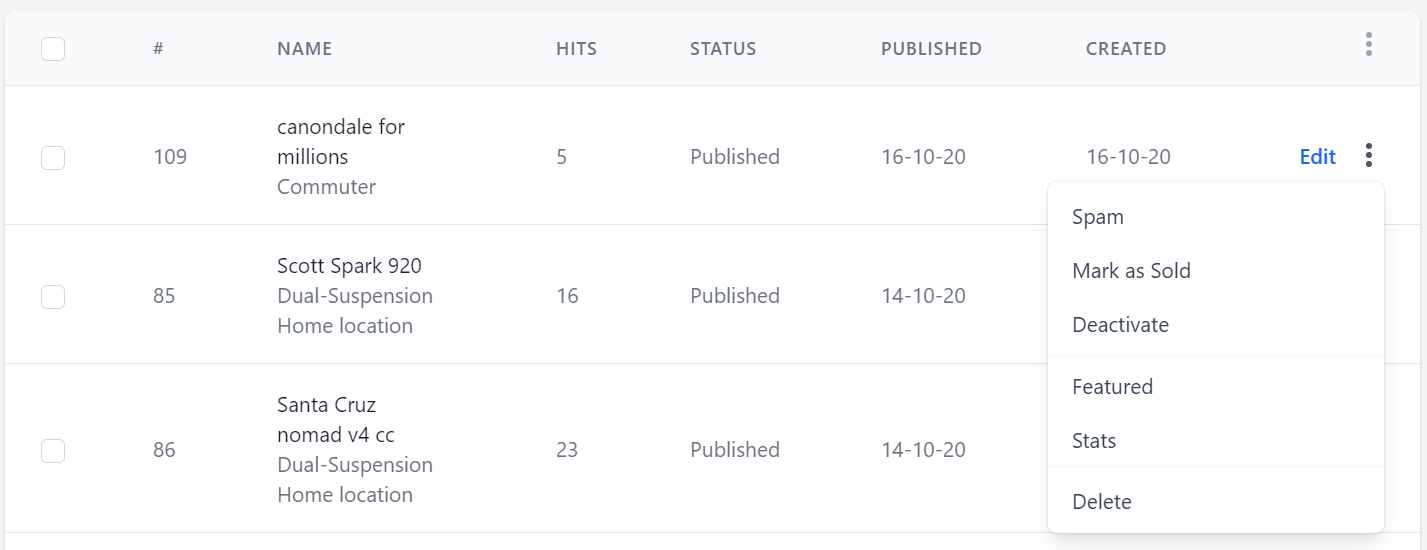 # NAME HITS STATUS PUBLISHED CREATED
canondale for
millions
Commuter
109 5 Published 16-10-20 16-10-20 Edit
Spam
Mark as Sold
Deactivate
Featured
Stats
Delete
Scott Spark 920
Dual-Suspension
Home location
85 16 Published 14-10-20
Santa Cruz
nomad v4 cc
Dual-Suspension
Home location
86 23 Published 14-10-20